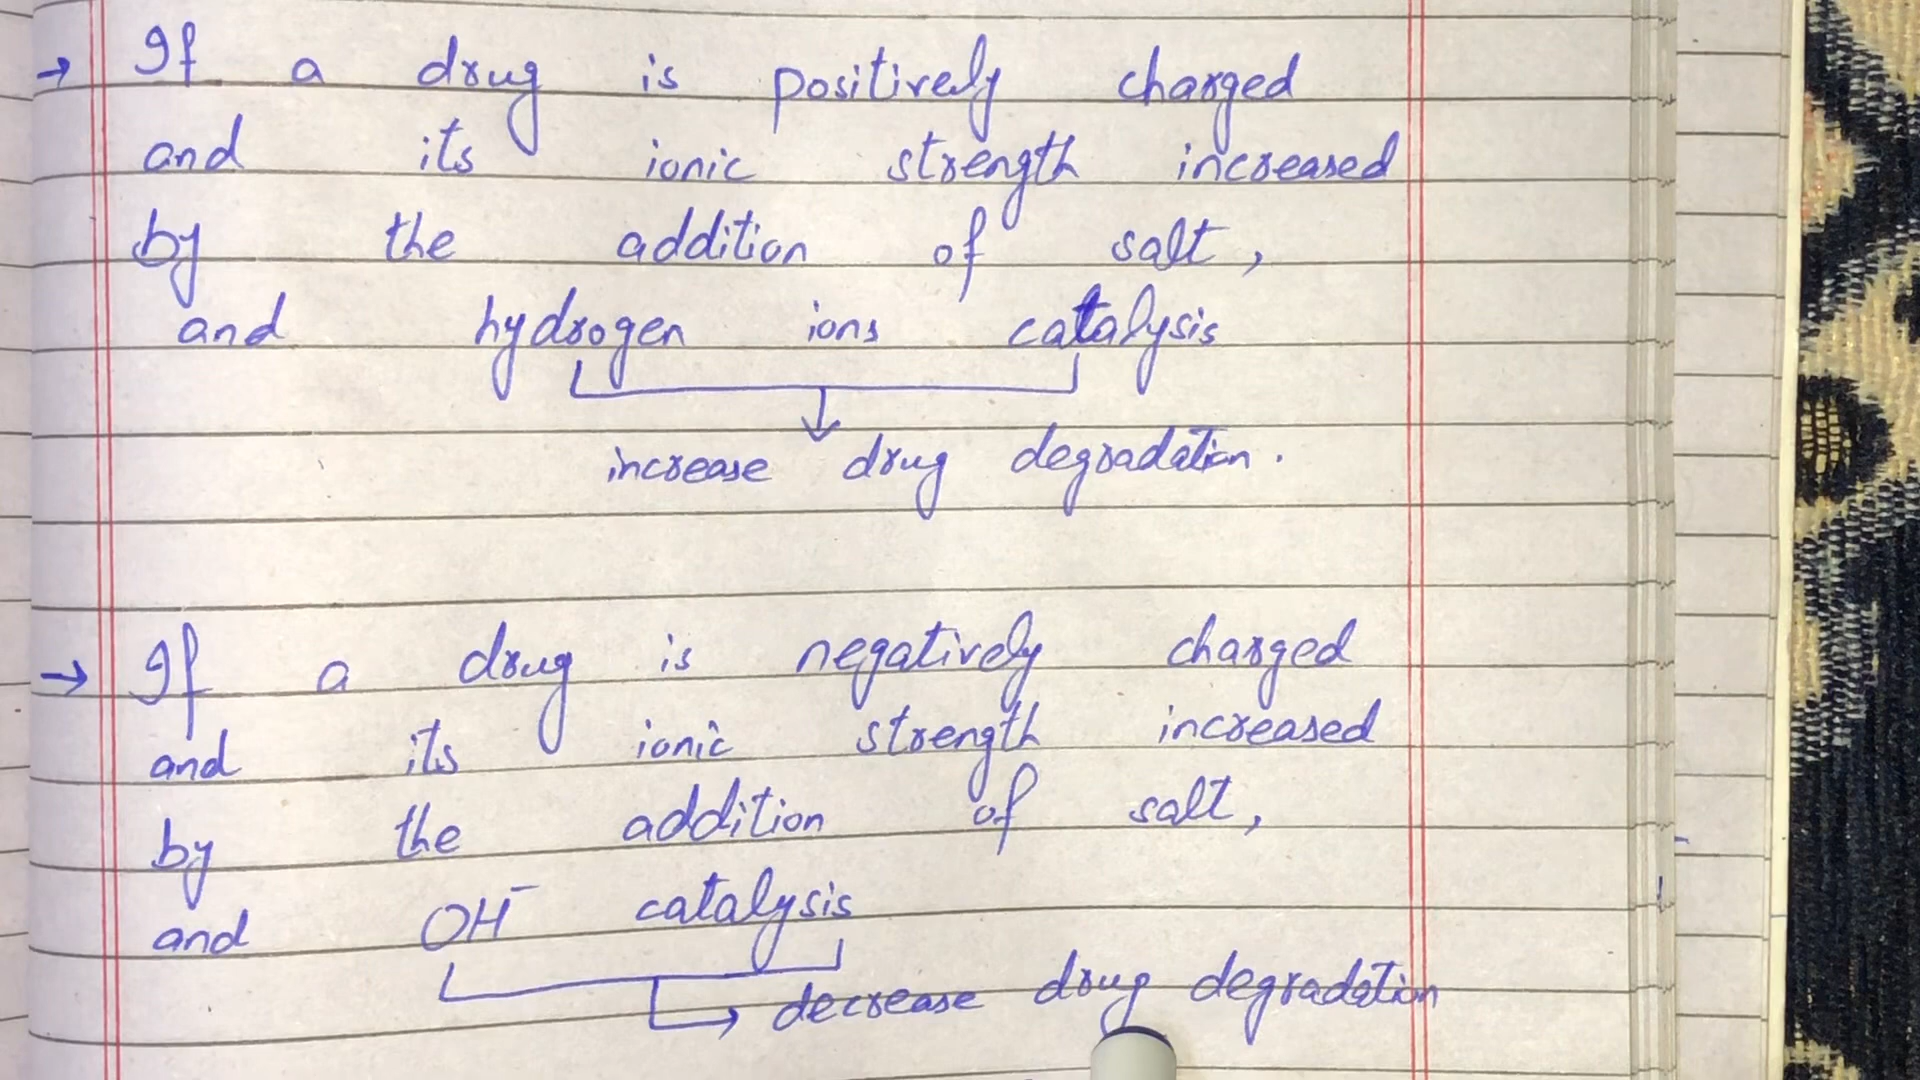 → If a drug is positively charged
and its ionic strength increased
by the addition of salt,
and hydrogen ions catalysis
increase drug degradation.
→ If a drug is negatively charged
and its ionic strength increased
by the addition of salt,
and OH⁻ catalysis
decrease drug degradation